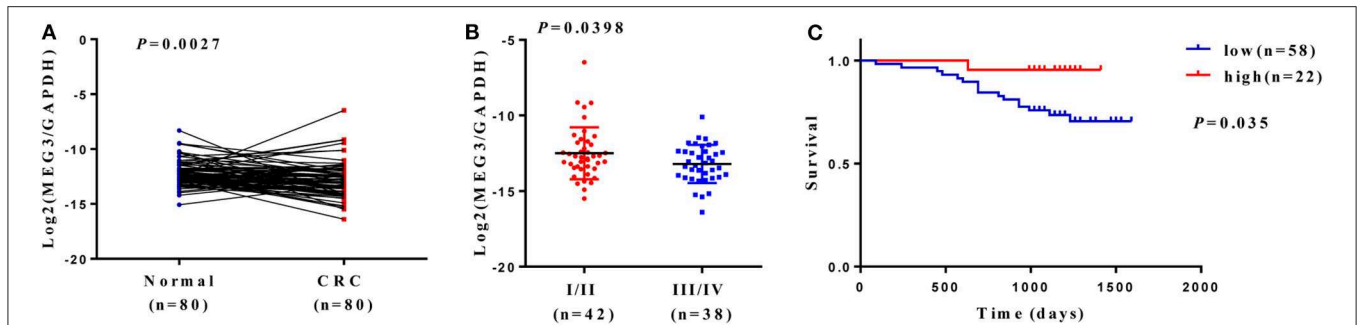 A
P=0.0027
Log2(MEG3/GAPDH)
0
-5
-10
-15
-20
Normal
(n=80)
CRC
(n=80)
B
P=0.0398
Log2(MEG3/GAPDH)
-5
-10
-15
-20
I/II
(n=42)
III/IV
(n=38)
C
Survival
1.0
0.5
0.0
0
500
1000
1500
2000
Time (days)
low(n=58)
high(n=22)
P=0.035